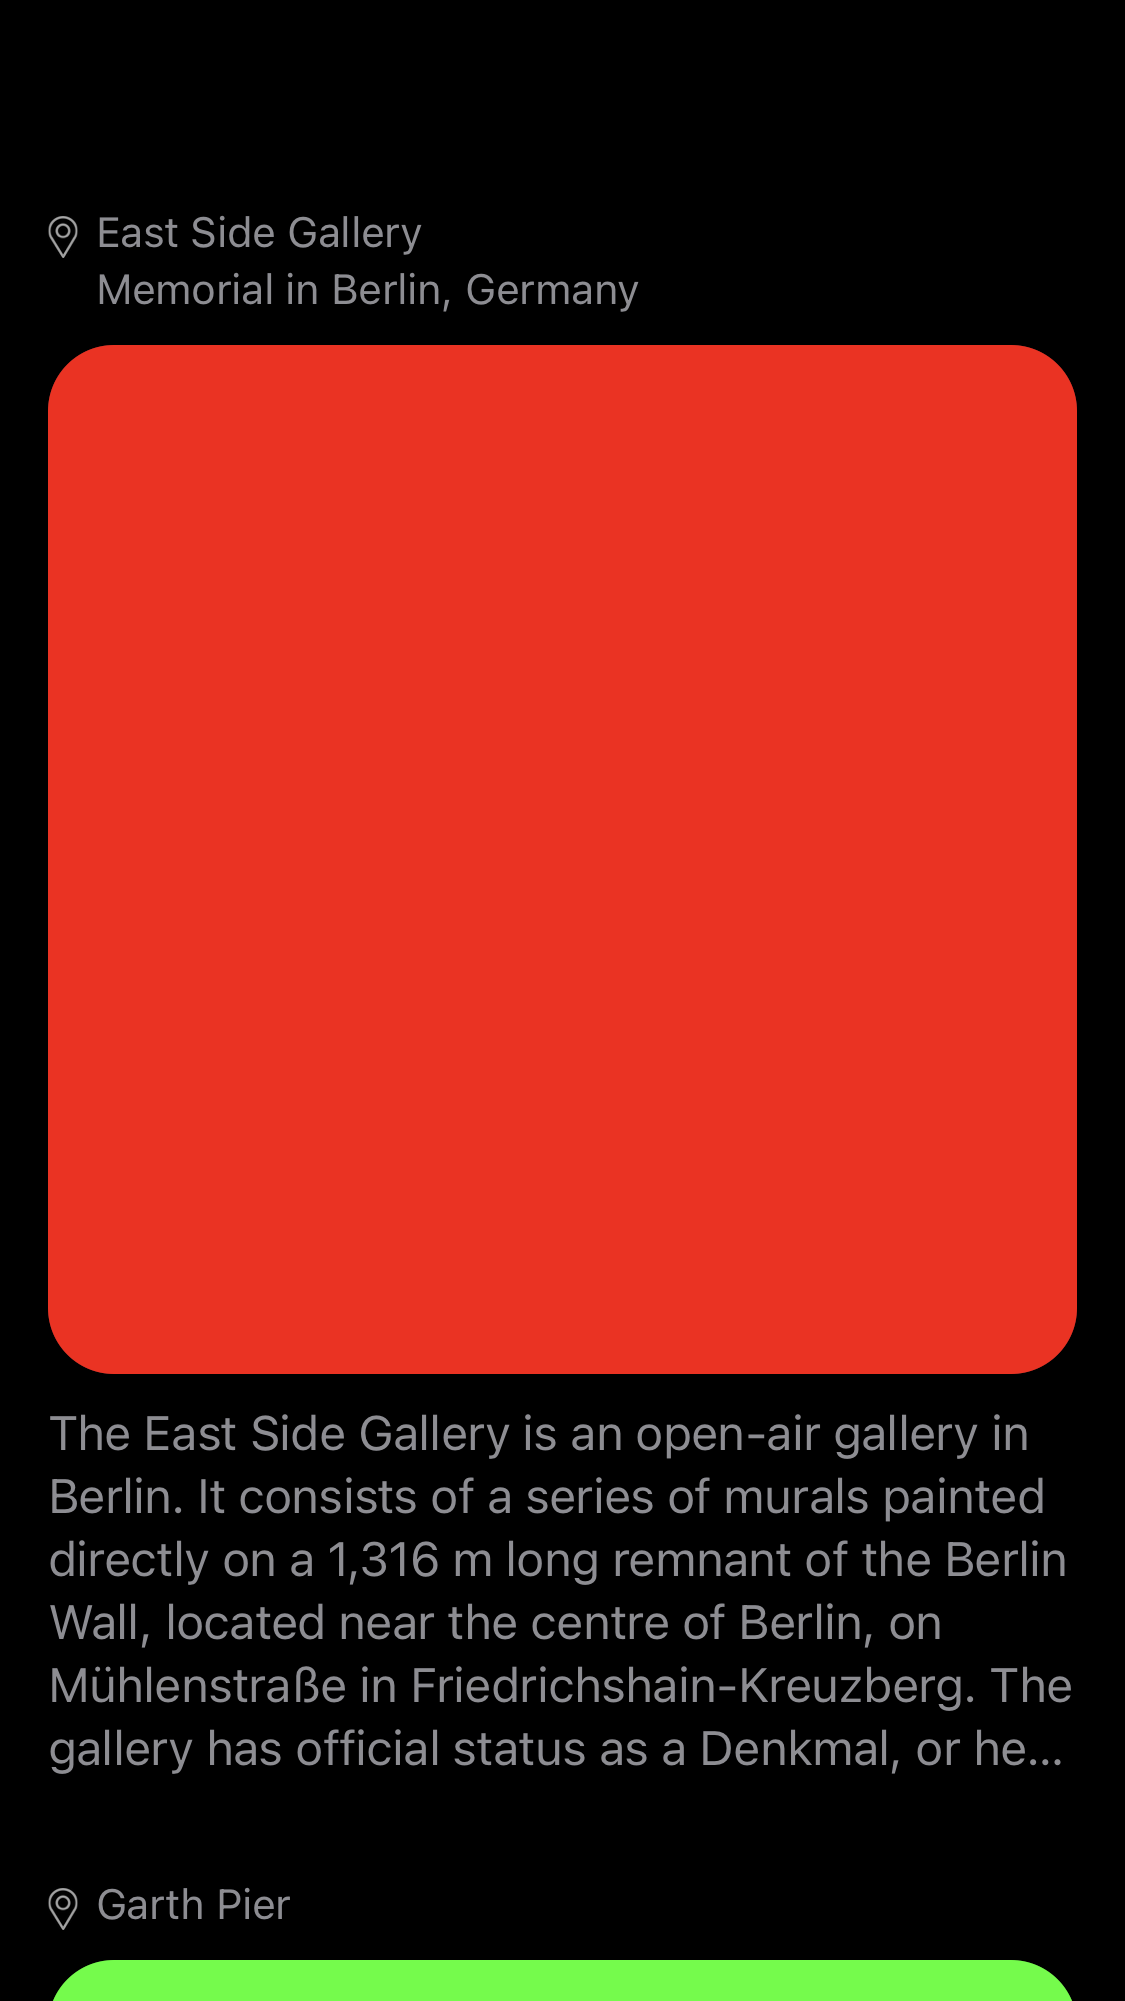 East Side Gallery
Memorial in Berlin, Germany
The East Side Gallery is an open-air gallery in
Berlin. It consists of a series of murals painted
directly on a 1,316 m long remnant of the Berlin
Wall, located near the centre of Berlin, on
Mühlenstraße in Friedrichshain-Kreuzberg. The
gallery has official status as a Denkmal, or he...
Garth Pier